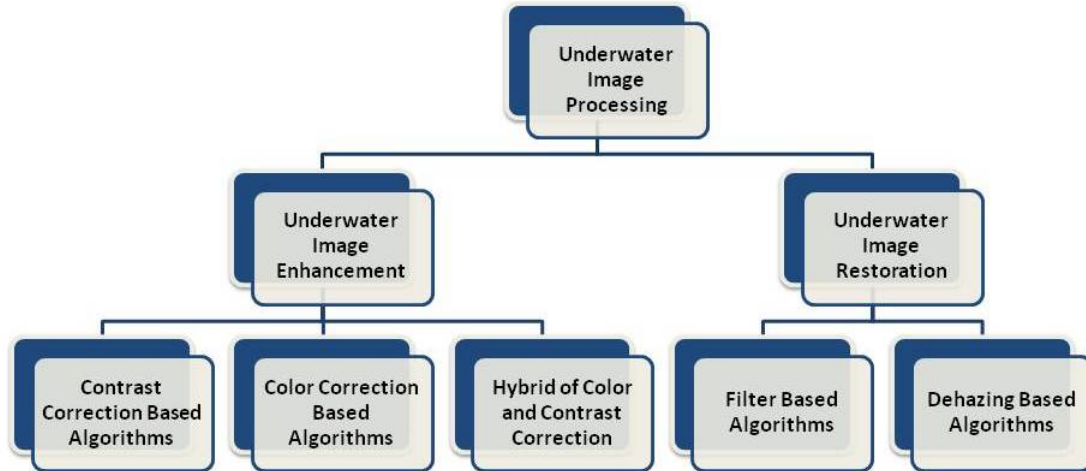 Underwater
Image
Processing
Underwater
Image
Enhancement
Underwater
Image
Restoration
Contrast
Correction Based
Algorithms
Color Correction
Based
Algorithms
Hybrid of Color
and Contrast
Correction
Filter Based
Algorithms
Dehazing Based
Algorithms